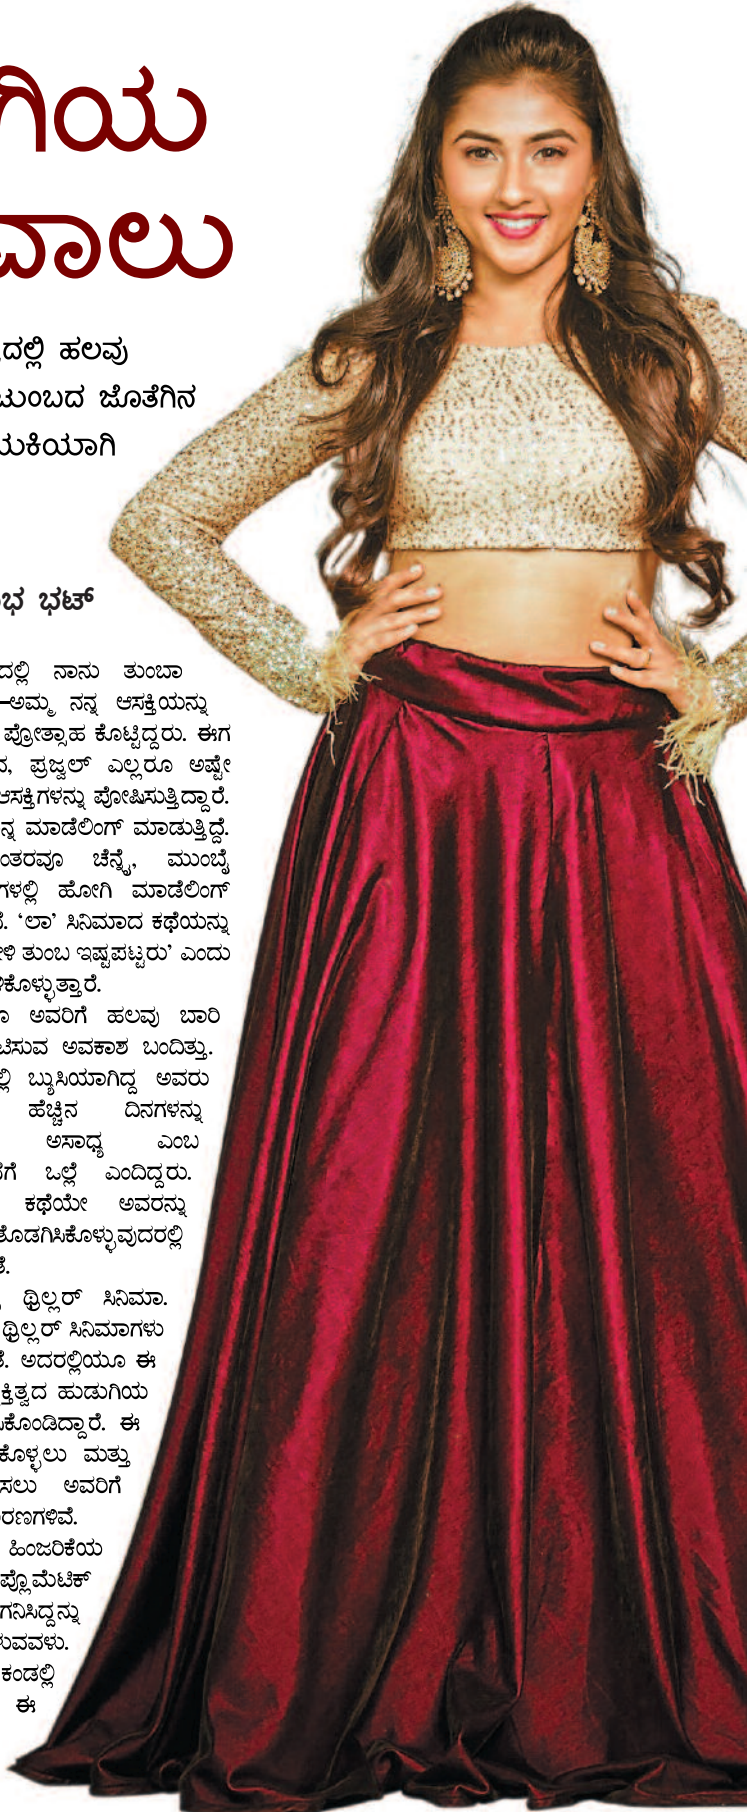 ಗಿಯ
ವಾಲು
ದಲ್ಲಿ ಹಲವು
ಟುಂಬದ ಜೊತೆಗಿನ
ಯಕಿಯಾಗಿ
ಭ ಭಟ್
ದಲ್ಲಿ ನಾನು ತುಂಬಾ
–ಅಮ್ಮ ನನ್ನ ಆಸಕ್ತಿಯನ್ನು
ಪ್ರೋತ್ಸಾಹ ಕೊಟ್ಟಿದ್ದರು. ಈಗ
ಪ್ರಜ್ವಲ್ ಎಲ್ಲರೂ ಅಷ್ಟೇ
ಆಸಕ್ತಿಗಳನ್ನು ಪೋಷಿಸುತ್ತಿದ್ದಾರೆ.
ನ್ನ ಮಾಡೆಲಿಂಗ್ ಮಾಡುತ್ತಿದ್ದೆ.
ಂತರವೂ ಚೆನ್ನೈ, ಮುಂಬೈ
ಗಳಲ್ಲಿ ಹೋಗಿ ಮಾಡೆಲಿಂಗ್
. ‘ಲಾ’ ಸಿನಿಮಾದ ಕಥೆಯನ್ನು
ಳಿ ತುಂಬ ಇಷ್ಟಪಟ್ಟರು’ ಎಂದು
ಕೊಳ್ಳುತ್ತಾರೆ.
ಅವರಿಗೆ ಹಲವು ಬಾರಿ
ಟಿಸುವ ಅವಕಾಶ ಬಂದಿತ್ತು.
ಲ್ಲಿ ಬ್ಯುಸಿಯಾಗಿದ್ದ ಅವರು
ಹೆಚ್ಚಿನ ದಿನಗಳನ್ನು
ಅಸಾಧ್ಯ ಎಂಬ
ಗೆ ಒಲ್ಲೆ ಎಂದಿದ್ದರು.
ಕಥೆಯೇ ಅವರನ್ನು
ತೊಡಗಿಸಿಕೊಳ್ಳುವುದರಲ್ಲಿ
ಥ್ರಿಲ್ಲರ್ ಸಿನಿಮಾ.
ಥ್ರಿಲ್ಲರ್ ಸಿನಿಮಾಗಳು
. ಅದರಲ್ಲಿಯೂ ಈ
ಕ್ತಿತ್ವದ ಹುಡುಗಿಯ
ಕೊಂಡಿದ್ದಾರೆ. ಈ
ಕೊಳ್ಳಲು ಮತ್ತು
ಸಲು ಅವರಿಗೆ
ರಣಗಳಿವೆ.
ಹಿಂಜರಿಕೆಯ
ಪ್ಲೊಮೆಟಿಕ್
ಗನಿಸಿದ್ದನ್ನು
ುವವಳು.
ಕಂಡಲ್ಲಿ
ಈ